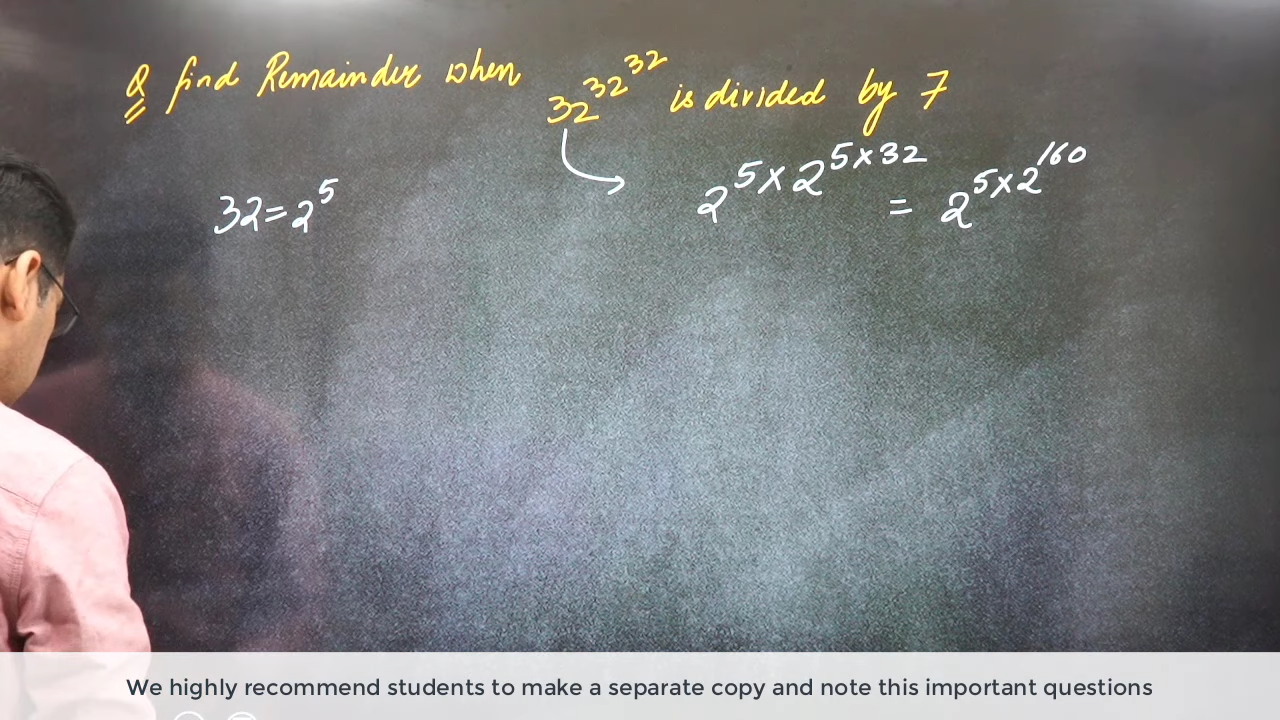 Q find Remainder when 32^32^32 is divided by 7
32=2^5
2^5×2^5×32 = 2^5×2^160
We highly recommend students to make a separate copy and note this important questions